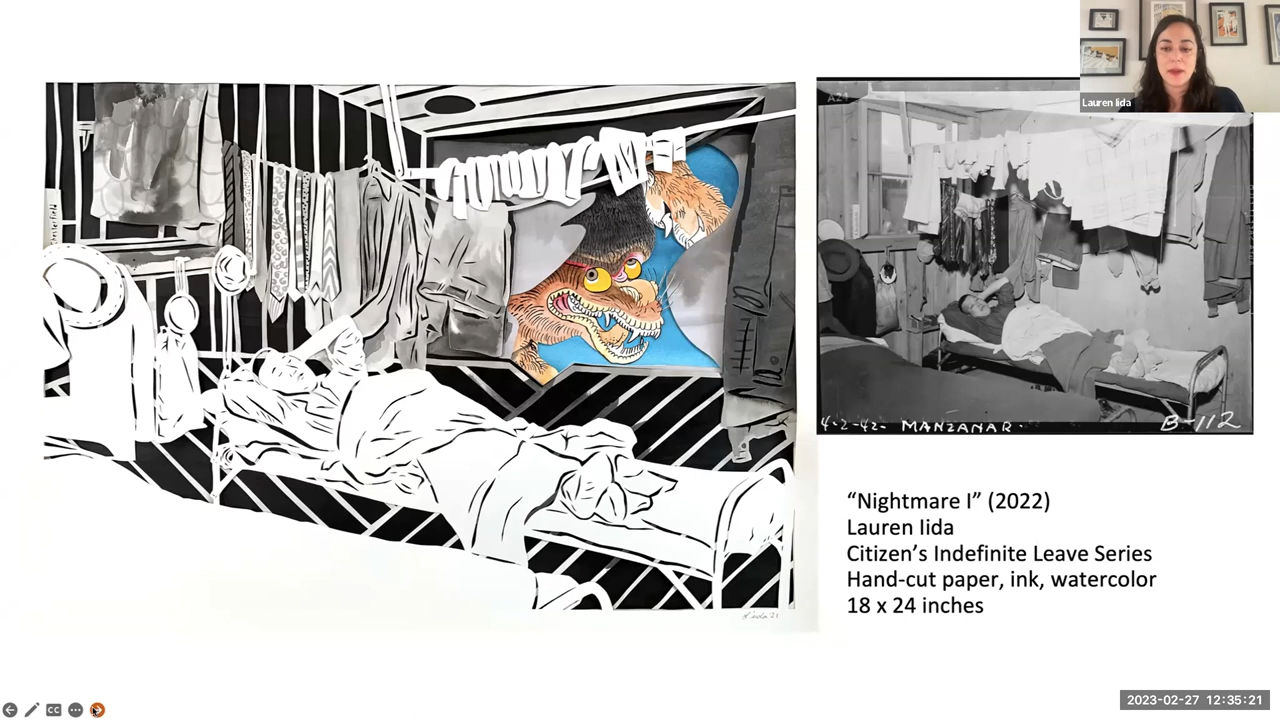 Lauren Iida
A21
4-2-42- MANZANAR-
B-112
“Nightmare I” (2022)
Lauren Iida
Citizen’s Indefinite Leave Series
Hand-cut paper, ink, watercolor
18 x 24 inches
CC
2023-02-27 12:35:21